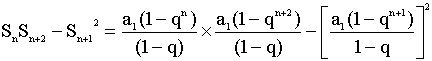 SₙSₙ₊₂ − Sₙ₊₁² = a₁(1−qⁿ)/(1−q) × a₁(1−qⁿ⁺²)/(1−q) − [a₁(1−qⁿ⁺¹)/1−q]²